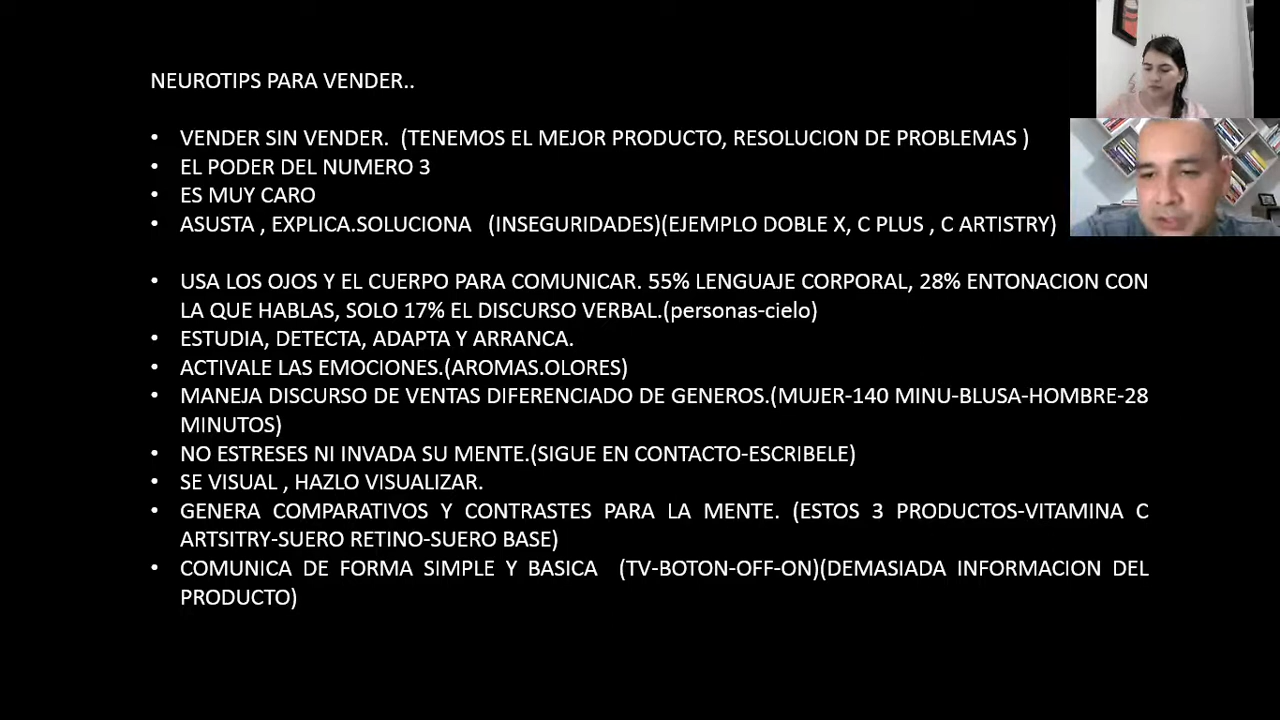 NEUROTIPS PARA VENDER..
• VENDER SIN VENDER. (TENEMOS EL MEJOR PRODUCTO, RESOLUCION DE PROBLEMAS )
• EL PODER DEL NUMERO 3
• ES MUY CARO
• ASUSTA , EXPLICA.SOLUCIONA (INSEGURIDADES)(EJEMPLO DOBLE X, C PLUS , C ARTISTRY)
• USA LOS OJOS Y EL CUERPO PARA COMUNICAR. 55% LENGUAJE CORPORAL, 28% ENTONACION CON
LA QUE HABLAS, SOLO 17% EL DISCURSO VERBAL.(personas-cielo)
• ESTUDIA, DETECTA, ADAPTA Y ARRANCA.
• ACTIVALE LAS EMOCIONES.(AROMAS.OLORES)
• MANEJA DISCURSO DE VENTAS DIFERENCIADO DE GENEROS.(MUJER-140 MINU-BLUSA-HOMBRE-28
MINUTOS)
• NO ESTRESES NI INVADA SU MENTE.(SIGUE EN CONTACTO-ESCRIBELE)
• SE VISUAL , HAZLO VISUALIZAR.
• GENERA COMPARATIVOS Y CONTRASTES PARA LA MENTE. (ESTOS 3 PRODUCTOS-VITAMINA C
ARTSITRY-SUERO RETINO-SUERO BASE)
• COMUNICA DE FORMA SIMPLE Y BASICA (TV-BOTON-OFF-ON)(DEMASIADA INFORMACION DEL
PRODUCTO)